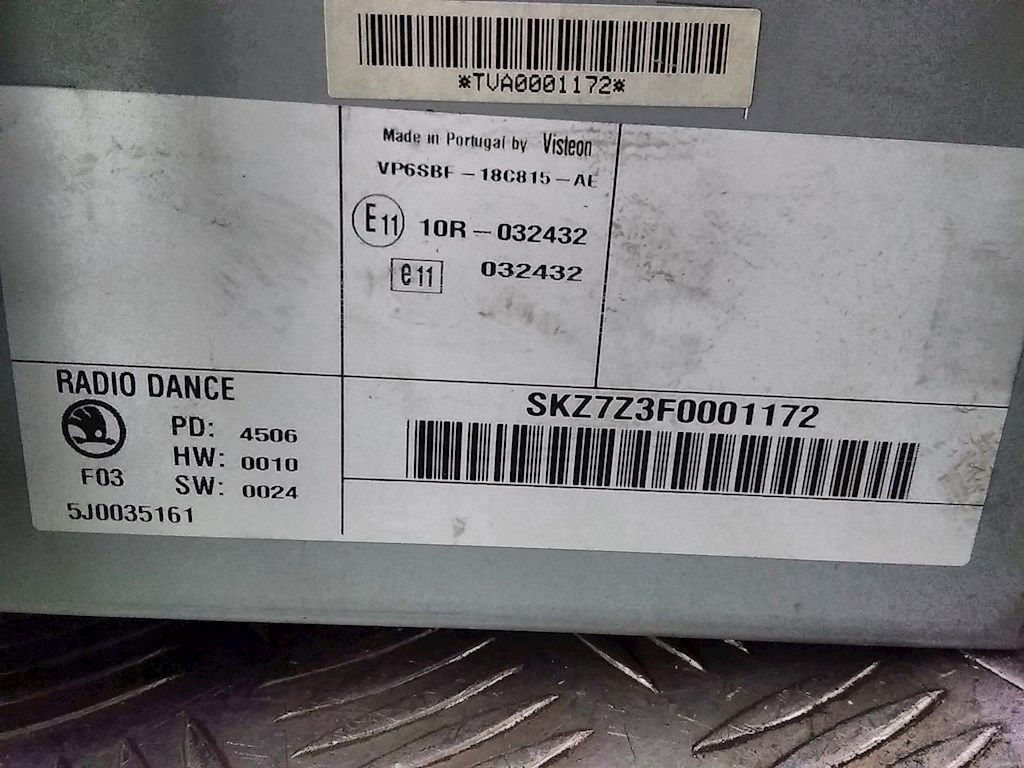 *TVA0001172*
Made in Portugal by Visteon
VP6SBF-18C815-AE
E11 10R-032432
e11 032432
RADIO DANCE
PD: 4506
HW: 0010
F03
SW: 0024
5J0035161
SKZ7Z3F0001172